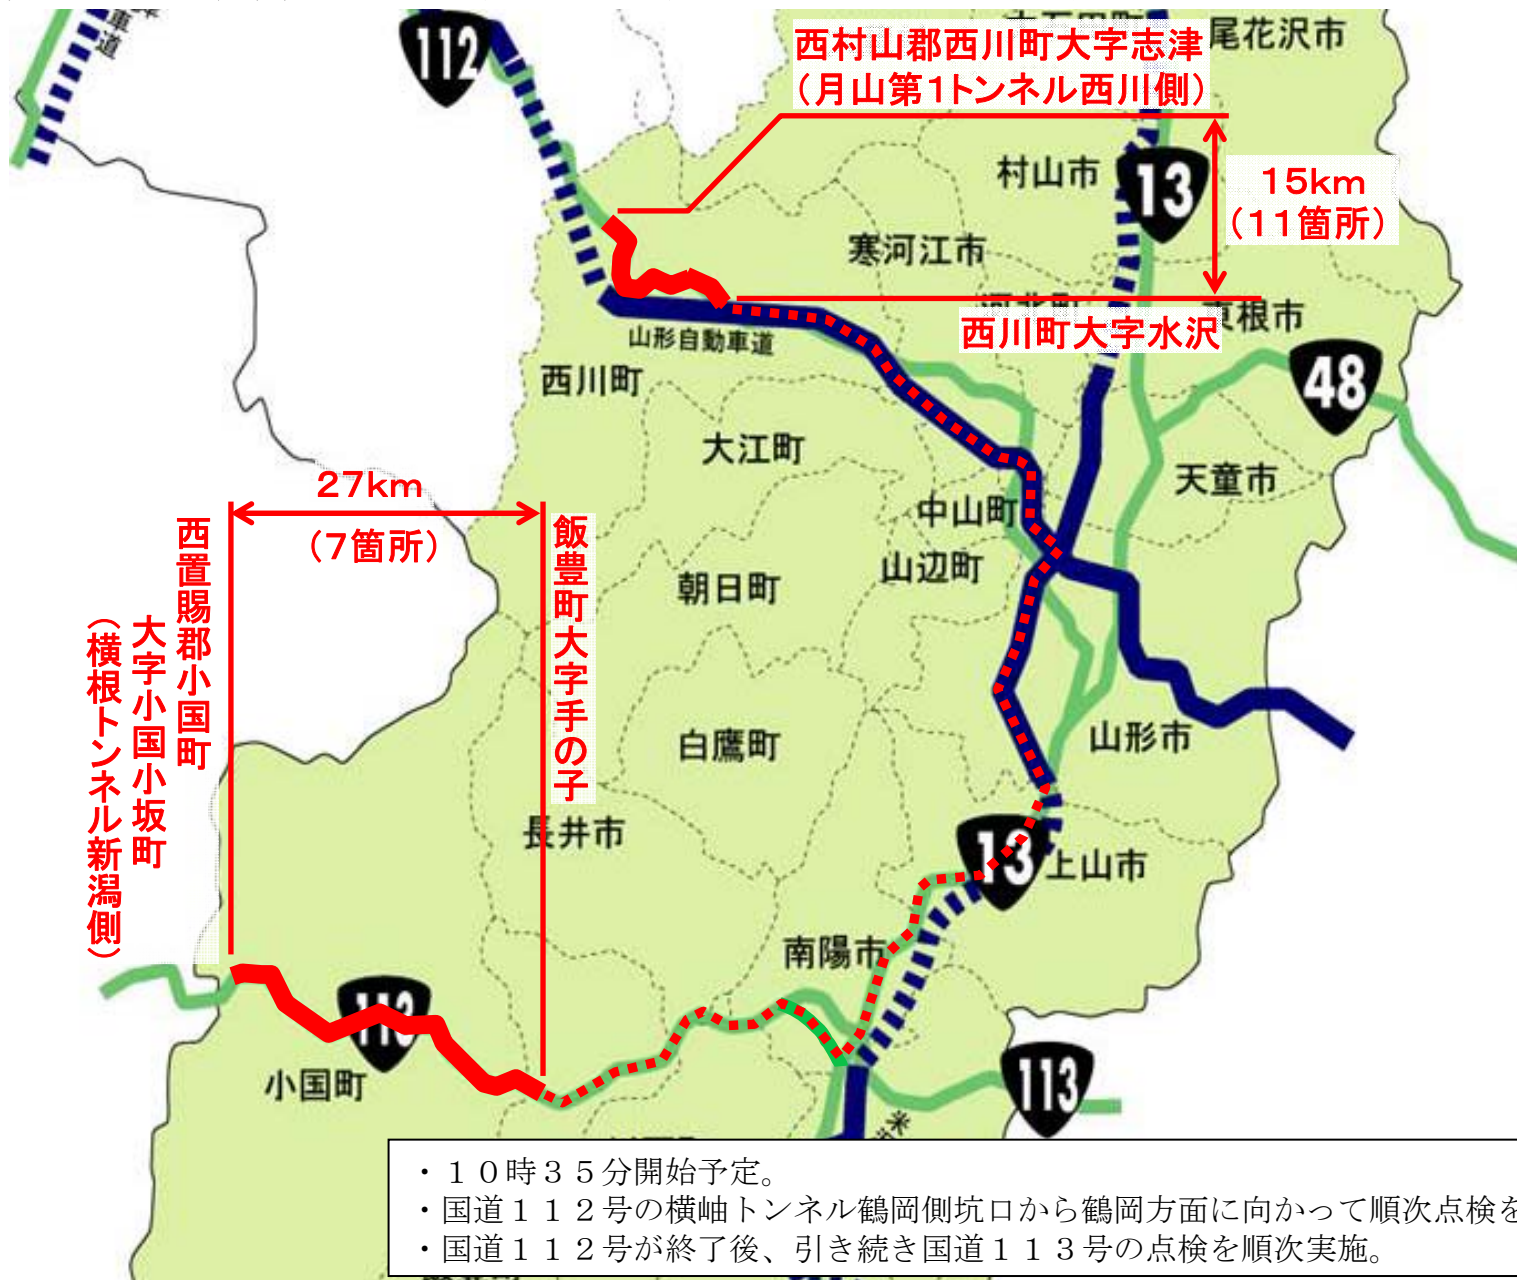 車道
112
西村山郡西川町大字志津
（月山第1トンネル西川側）
尾花沢市
村山市
13
15km
（11箇所）
寒河江市
河北町
東根市
西川町大字水沢
山形自動車道
西川町
48
大江町
天童市
27km
（7箇所）
中山町
山辺町
西置賜郡小国町
大字小国小坂町
（横根トンネル新潟側）
飯豊町大字手の子
朝日町
白鷹町
山形市
長井市
13
上山市
南陽市
113
小国町
113
米
・１０時３５分開始予定。
・国道１１２号の横岫トンネル鶴岡側坑口から鶴岡方面に向かって順次点検を
・国道１１２号が終了後、引き続き国道１１３号の点検を順次実施。